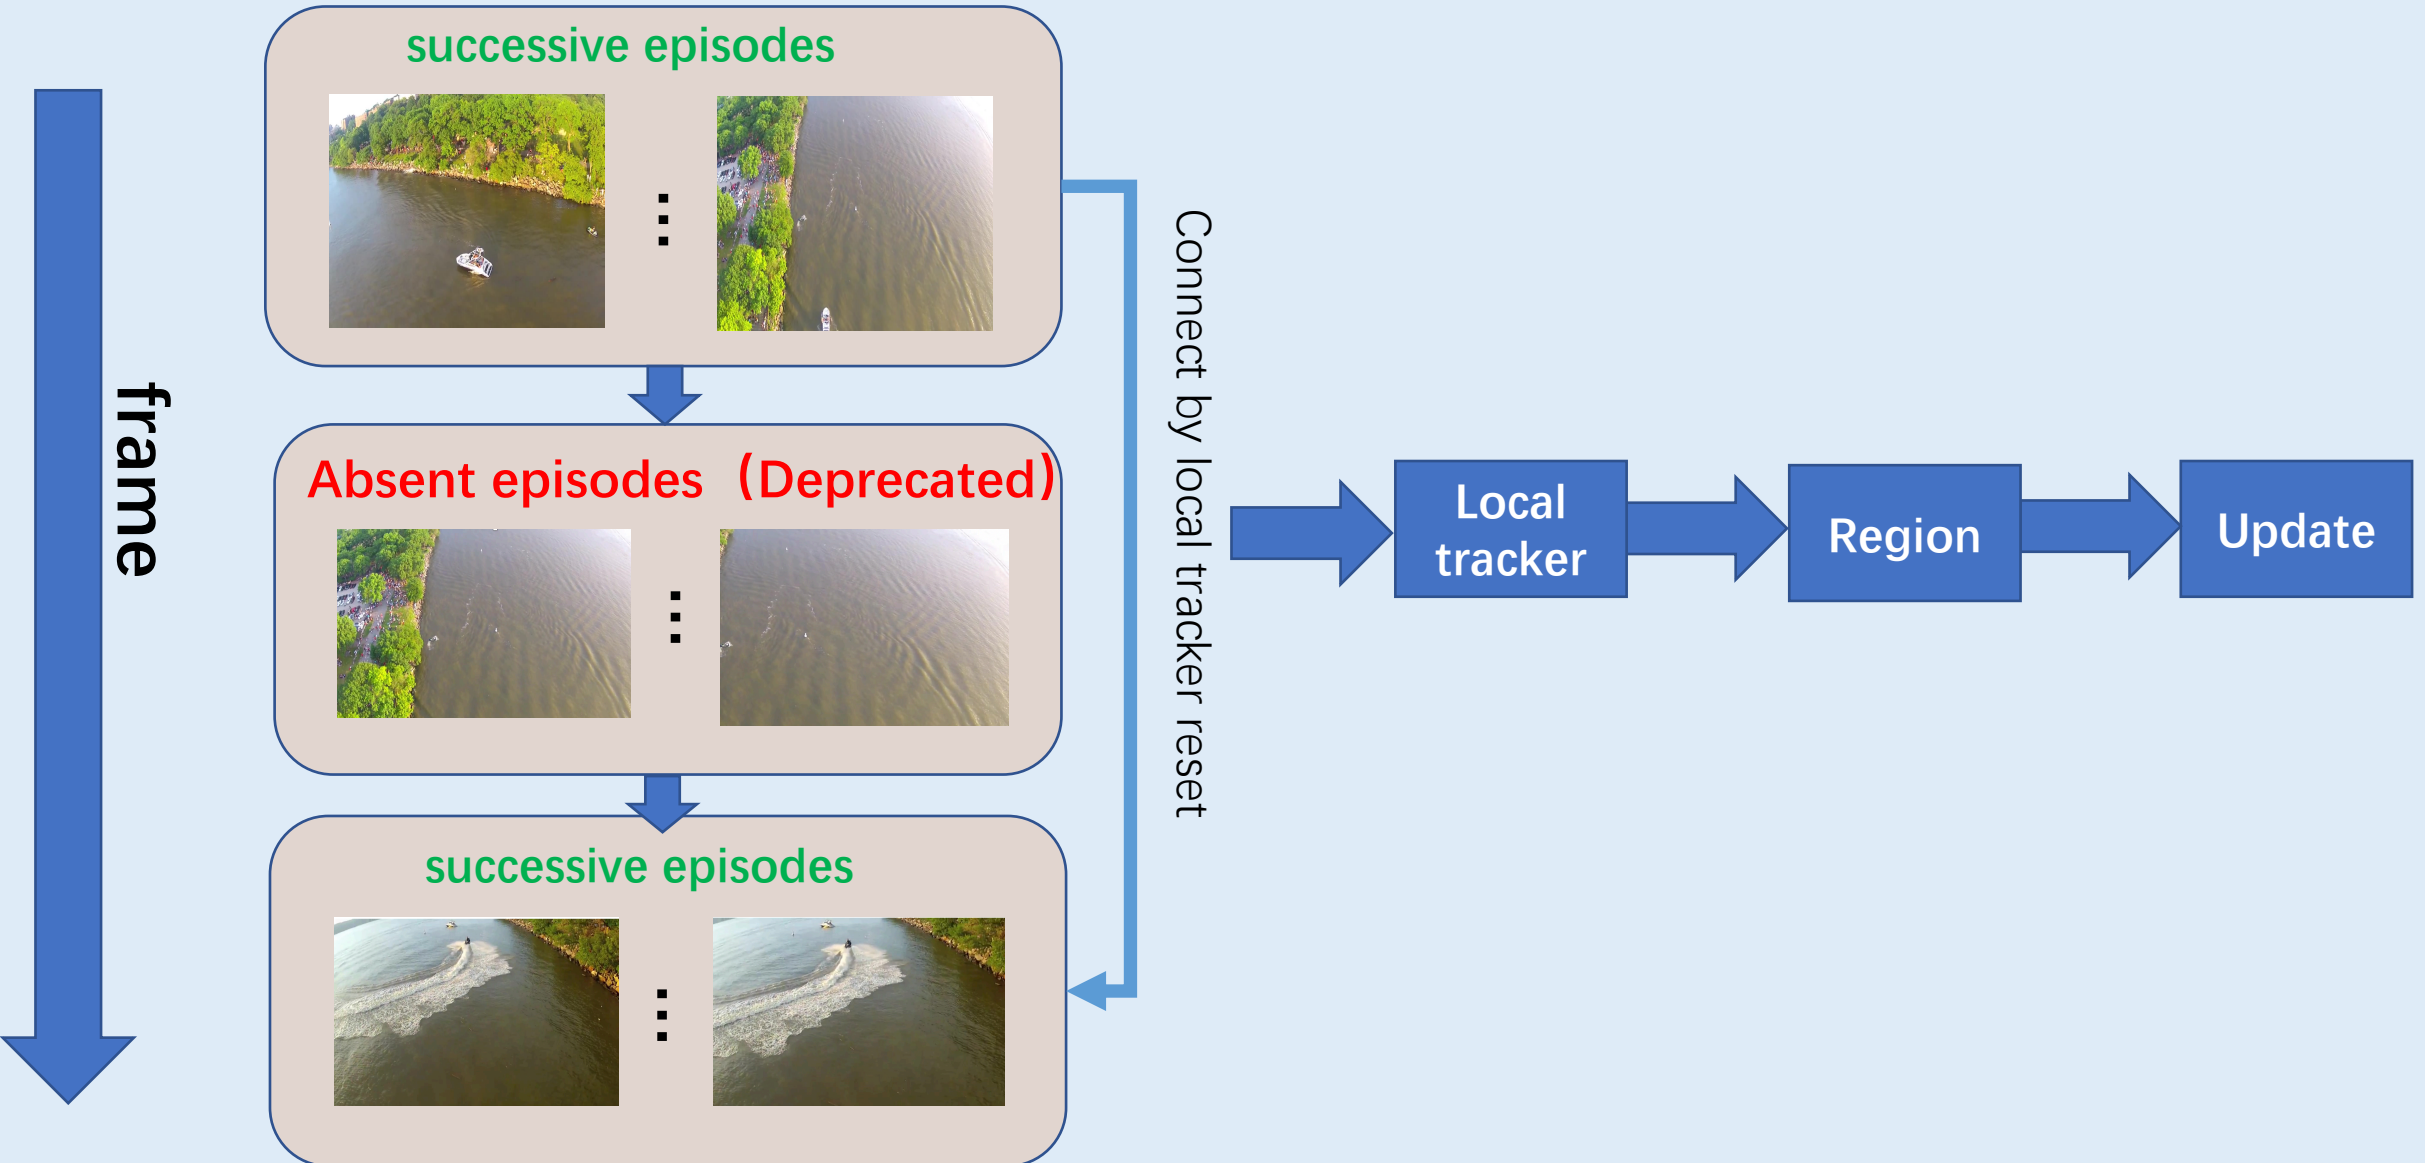 successive episodes
frame
Absent episodes（Deprecated）
successive episodes
Connect by local tracker reset
Local
tracker
Region
Update